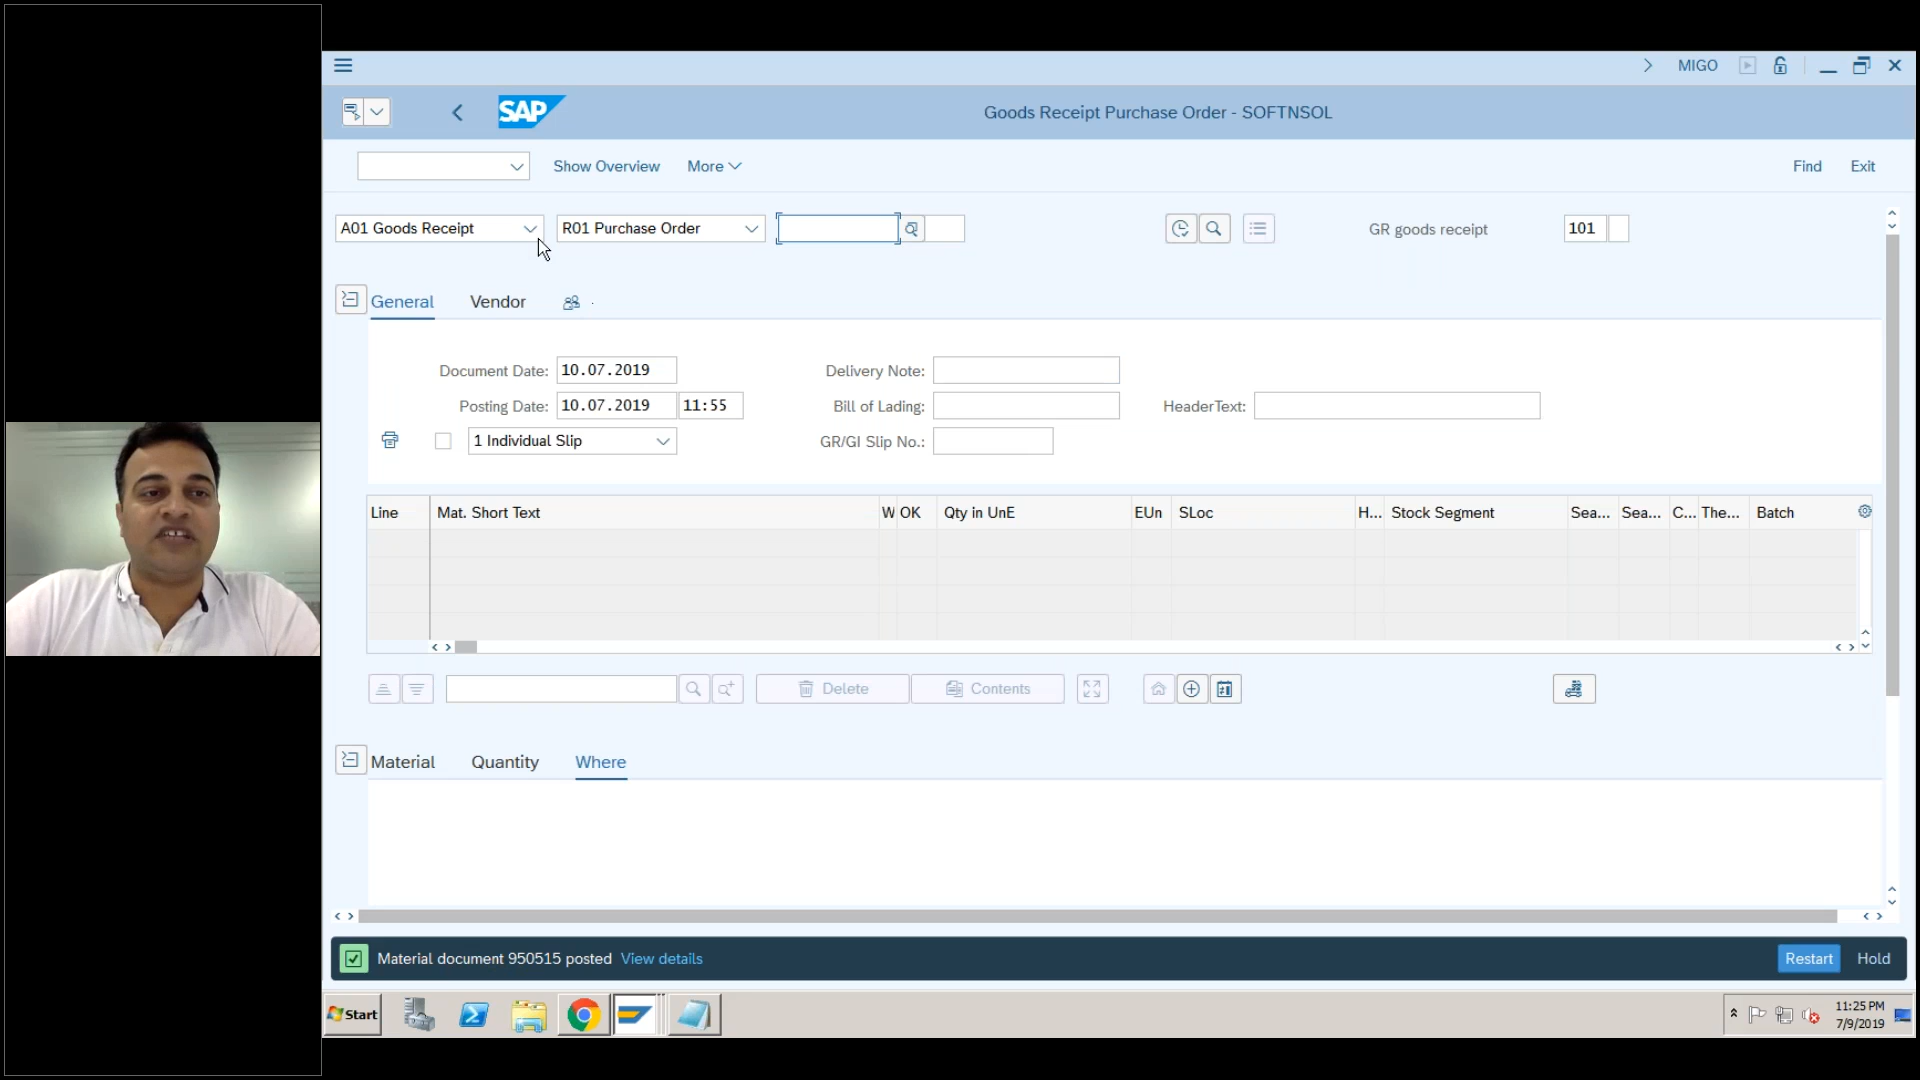 MIGO
SAP
Goods Receipt Purchase Order - SOFTNSOL
Show Overview More
Find Exit
A01 Goods Receipt R01 Purchase Order GR goods receipt 101
General Vendor
Document Date: 10.07.2019 Delivery Note:
Posting Date: 10.07.2019 11:55 Bill of Lading: HeaderText:
1 Individual Slip GR/GI Slip No.:
Line Mat. Short Text W OK Qty in UnE EUn SLoc H... Stock Segment Sea... Sea... C... The... Batch
Delete Contents
Material Quantity Where
Material document 950515 posted View details Restart Hold
Start 11:25 PM
7/9/2019